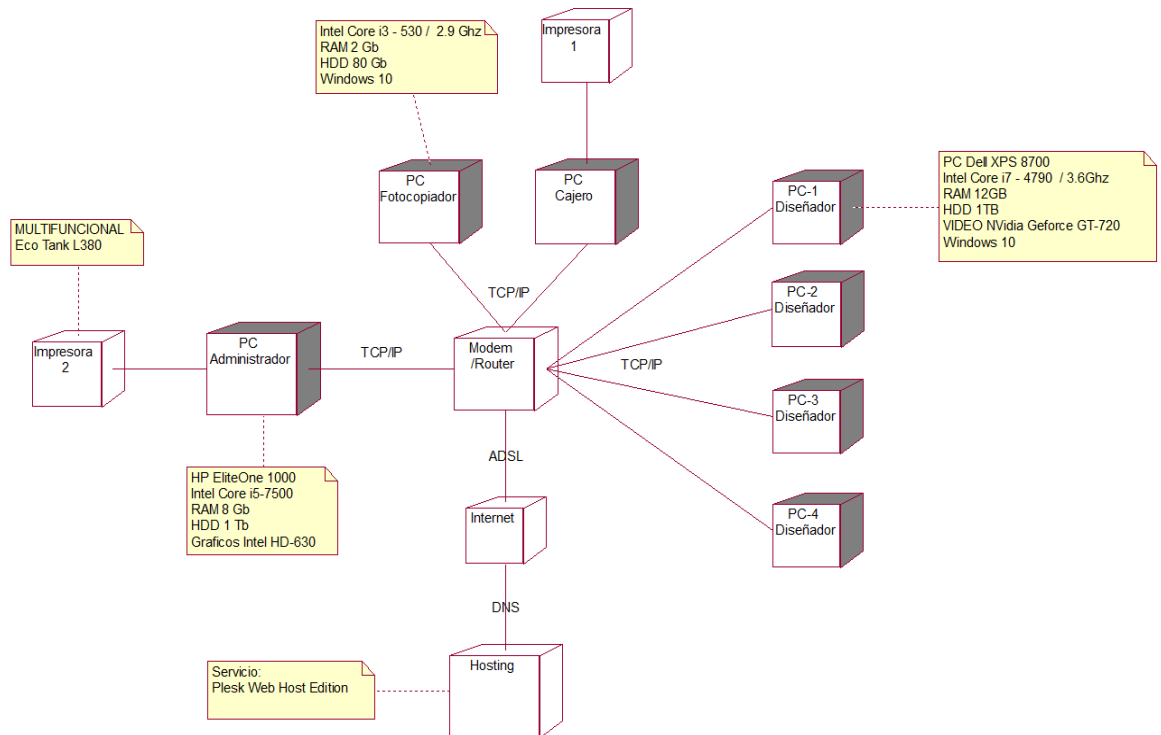 Intel Core i3 - 530 / 2.9 Ghz
RAM 2 Gb
HDD 80 Gb
Windows 10
Impresora
1
PC
Fotocopiador
PC
Cajero
PC-1
Diseñador
PC Dell XPS 8700
Intel Core i7 - 4790 / 3.6Ghz
RAM 12GB
HDD 1TB
VIDEO NVidia Geforce GT-720
Windows 10
MULTIFUNCIONAL
Eco Tank L380
TCP/IP
PC-2
Diseñador
Impresora
2
PC
Administrador
TCP/IP
Modem
/Router
TCP/IP
PC-3
Diseñador
ADSL
HP EliteOne 1000
Intel Core i5-7500
RAM 8 Gb
HDD 1 Tb
Graficos Intel HD-630
Internet
PC-4
Diseñador
DNS
Servicio:
Plesk Web Host Edition
Hosting